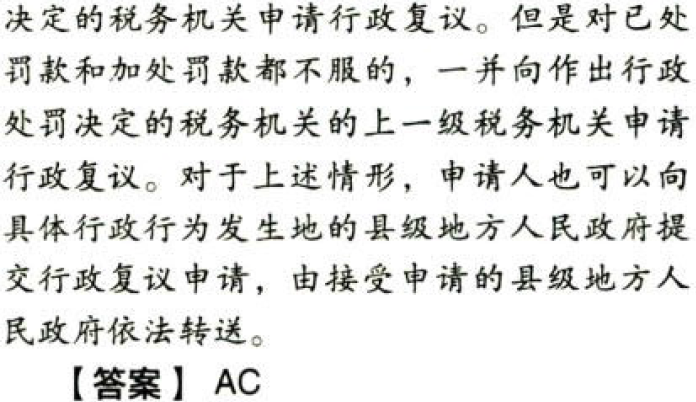 决定的税务机关申请行政复议。但是对已处
罚款和加处罚款都不服的，一并向作出行政
处罚决定的税务机关的上一级税务机关申请
行政复议。对于上述情形，申请人也可以向
具体行政行为发生地的县级地方人民政府提
交行政复议申请，由接受申请的县级地方人
民政府依法转送。
【答案】 AC